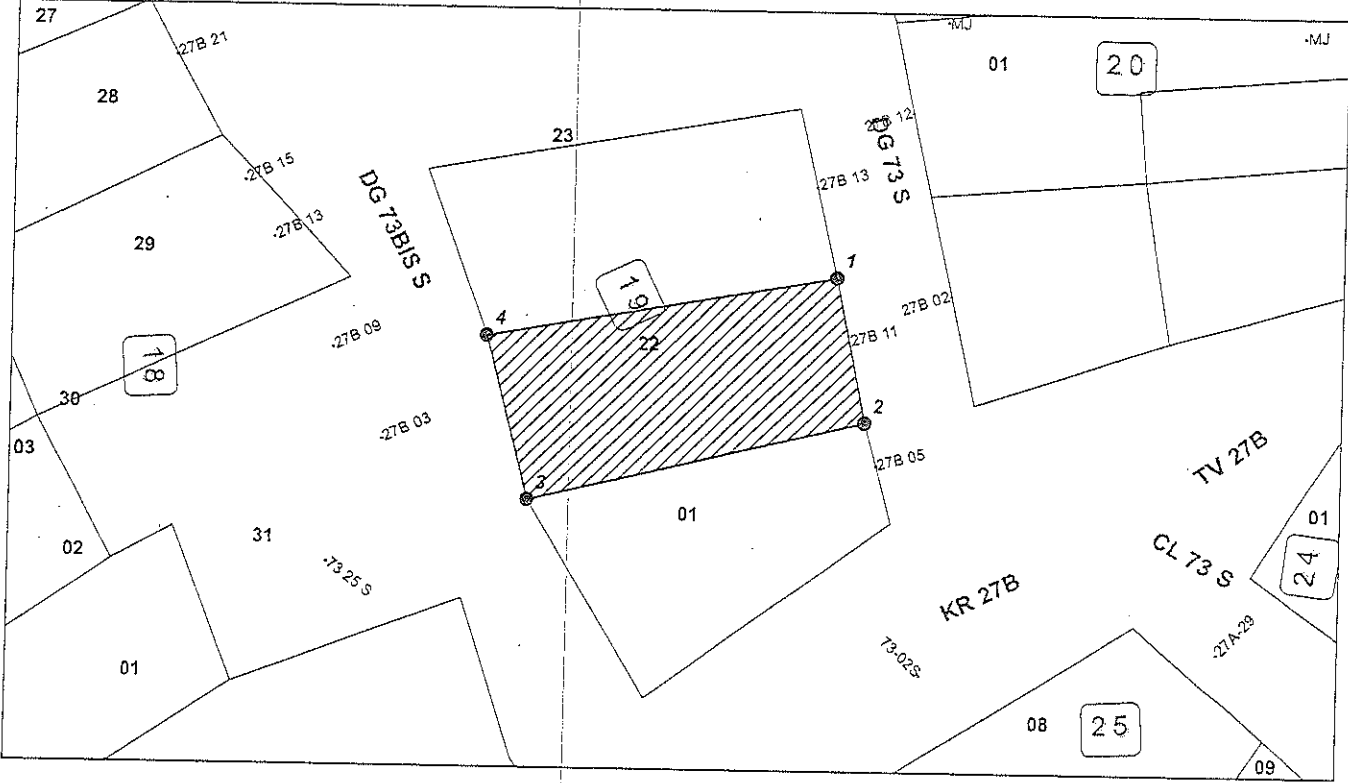 27
·27B 21
·MJ
·MJ
28
01
20
23
27B 12
DG 73 S
·27B 15
·27B 13
DG 73BIS S
·27B 13
29
19
1
27B 02
4
·27B 09
22
·27B 11
18
30
2
·27B 03
03
·27B 05
TV 27B
3
01
01
31
02
CL 73 S
24
·73 25 S
KR 27B
·27A-29
73-02S·
01
08
25
09